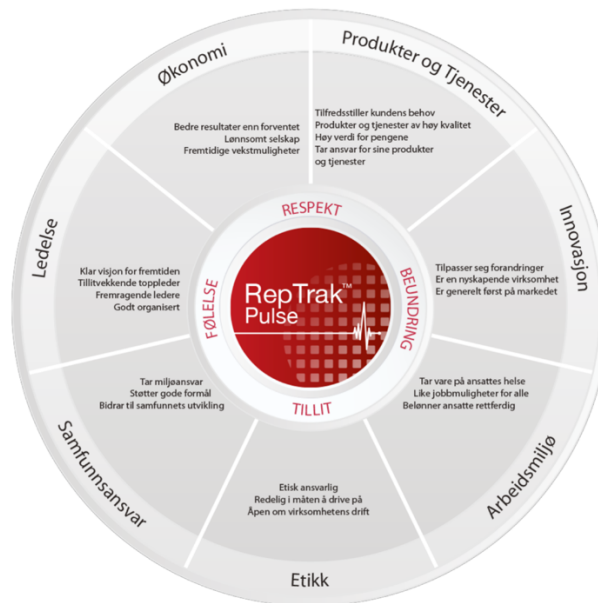 Økonomi
Bedre resultater enn forventet
Lønnsomt selskap
Fremtidige vekstmuligheter
Produkter og Tjenester
Tilfredsstiller kundens behov
Produkter og tjenester av høy kvalitet
Høy verdi for pengene
Tar ansvar for sine produkter
og tjenester
Innovasjon
Tilpasser seg forandringer
Er en nyskapende virksomhet
Er generelt først på markedet
Arbeidsmiljø
Tar vare på ansattes helse
Like jobbmuligheter for alle
Belønner ansatte rettferdig
Etikk
Etisk ansvarlig
Redelig i måten å drive på
Åpen om virksomhetens drift
Samfunnsansvar
Tar miljøansvar
Støtter gode formål
Bidrar til samfunnets utvikling
Ledelse
Klar visjon for fremtiden
Tillitvekkende toppleder
Fremragende ledere
Godt organisert
RESPEKT
BEUNDRING
TILLIT
FØLELSE
RepTrak™
Pulse